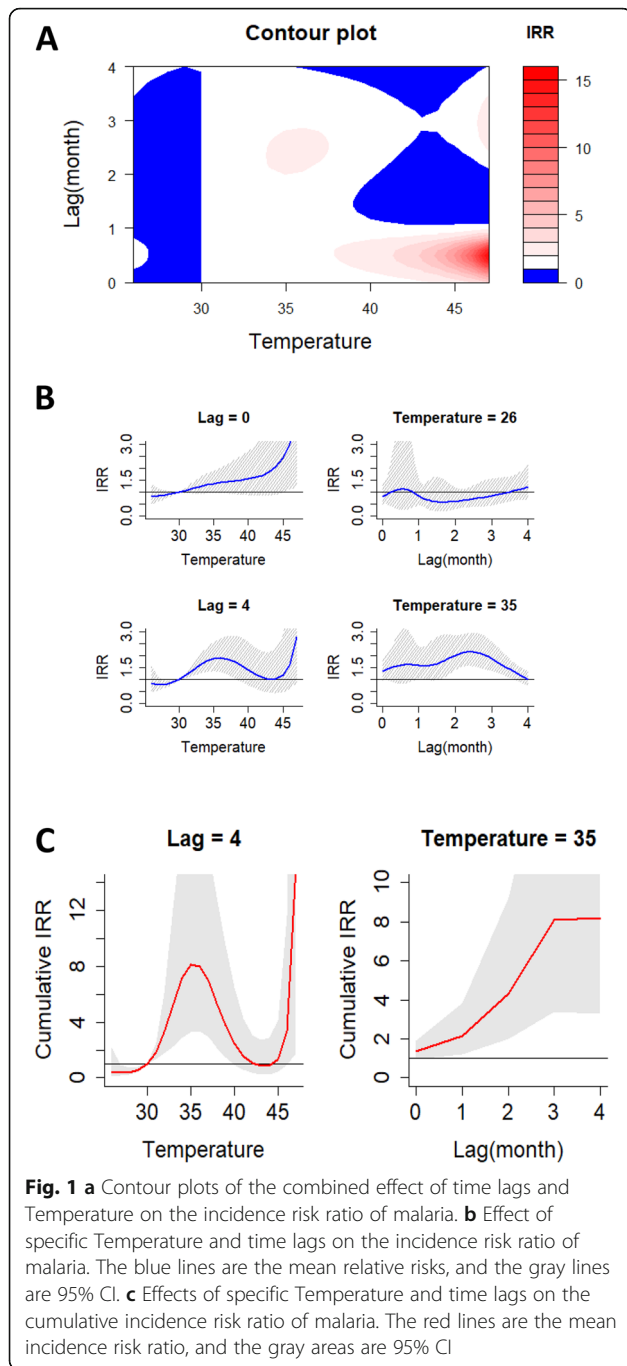 A
Contour plot
IRR
Lag(month)
4
3
2
1
0
30 35 40 45
Temperature
15
10
5
0
B
Lag = 0
IRR
0.0 1.5 3.0
30 35 40 45
Temperature
Temperature = 26
IRR
0.0 1.5 3.0
0 1 2 3 4
Lag(month)
Lag = 4
IRR
0.0 1.5 3.0
30 35 40 45
Temperature
Temperature = 35
IRR
0.0 1.5 3.0
0 1 2 3 4
Lag(month)
C
Lag = 4
Cumulative IRR
0 4 8 12
30 35 40 45
Temperature
Temperature = 35
Cumulative IRR
0 2 4 6 8 10
0 1 2 3 4
Lag(month)
Fig. 1 a Contour plots of the combined effect of time lags and
Temperature on the incidence risk ratio of malaria. b Effect of
specific Temperature and time lags on the incidence risk ratio of
malaria. The blue lines are the mean relative risks, and the gray lines
are 95% CI. c Effects of specific Temperature and time lags on the
cumulative incidence risk ratio of malaria. The red lines are the mean
incidence risk ratio, and the gray areas are 95% CI